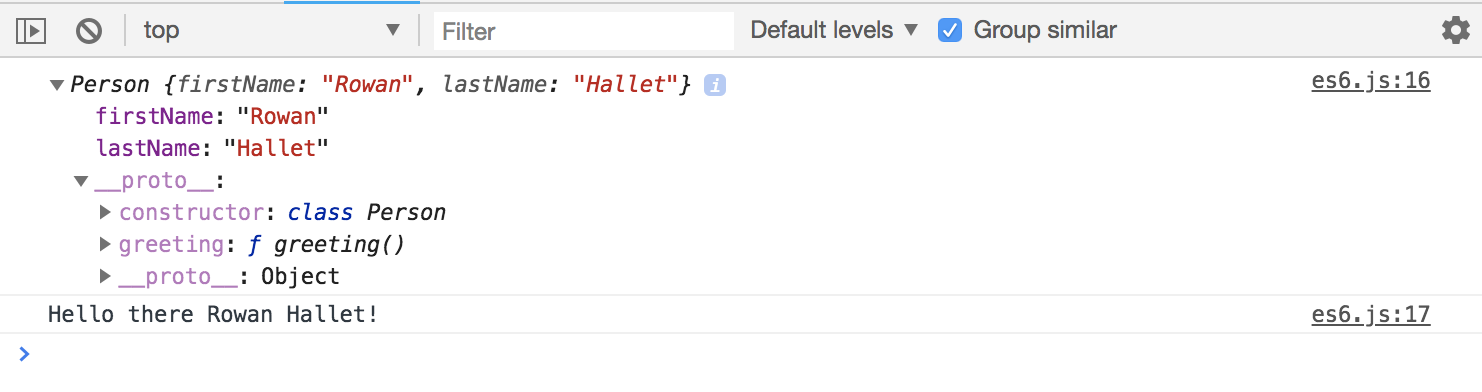 top Filter Default levels Group similar
Person {firstName: "Rowan", lastName: "Hallet"} i es6.js:16
firstName: "Rowan"
lastName: "Hallet"
__proto__:
constructor: class Person
greeting: ƒ greeting()
__proto__: Object
Hello there Rowan Hallet! es6.js:17